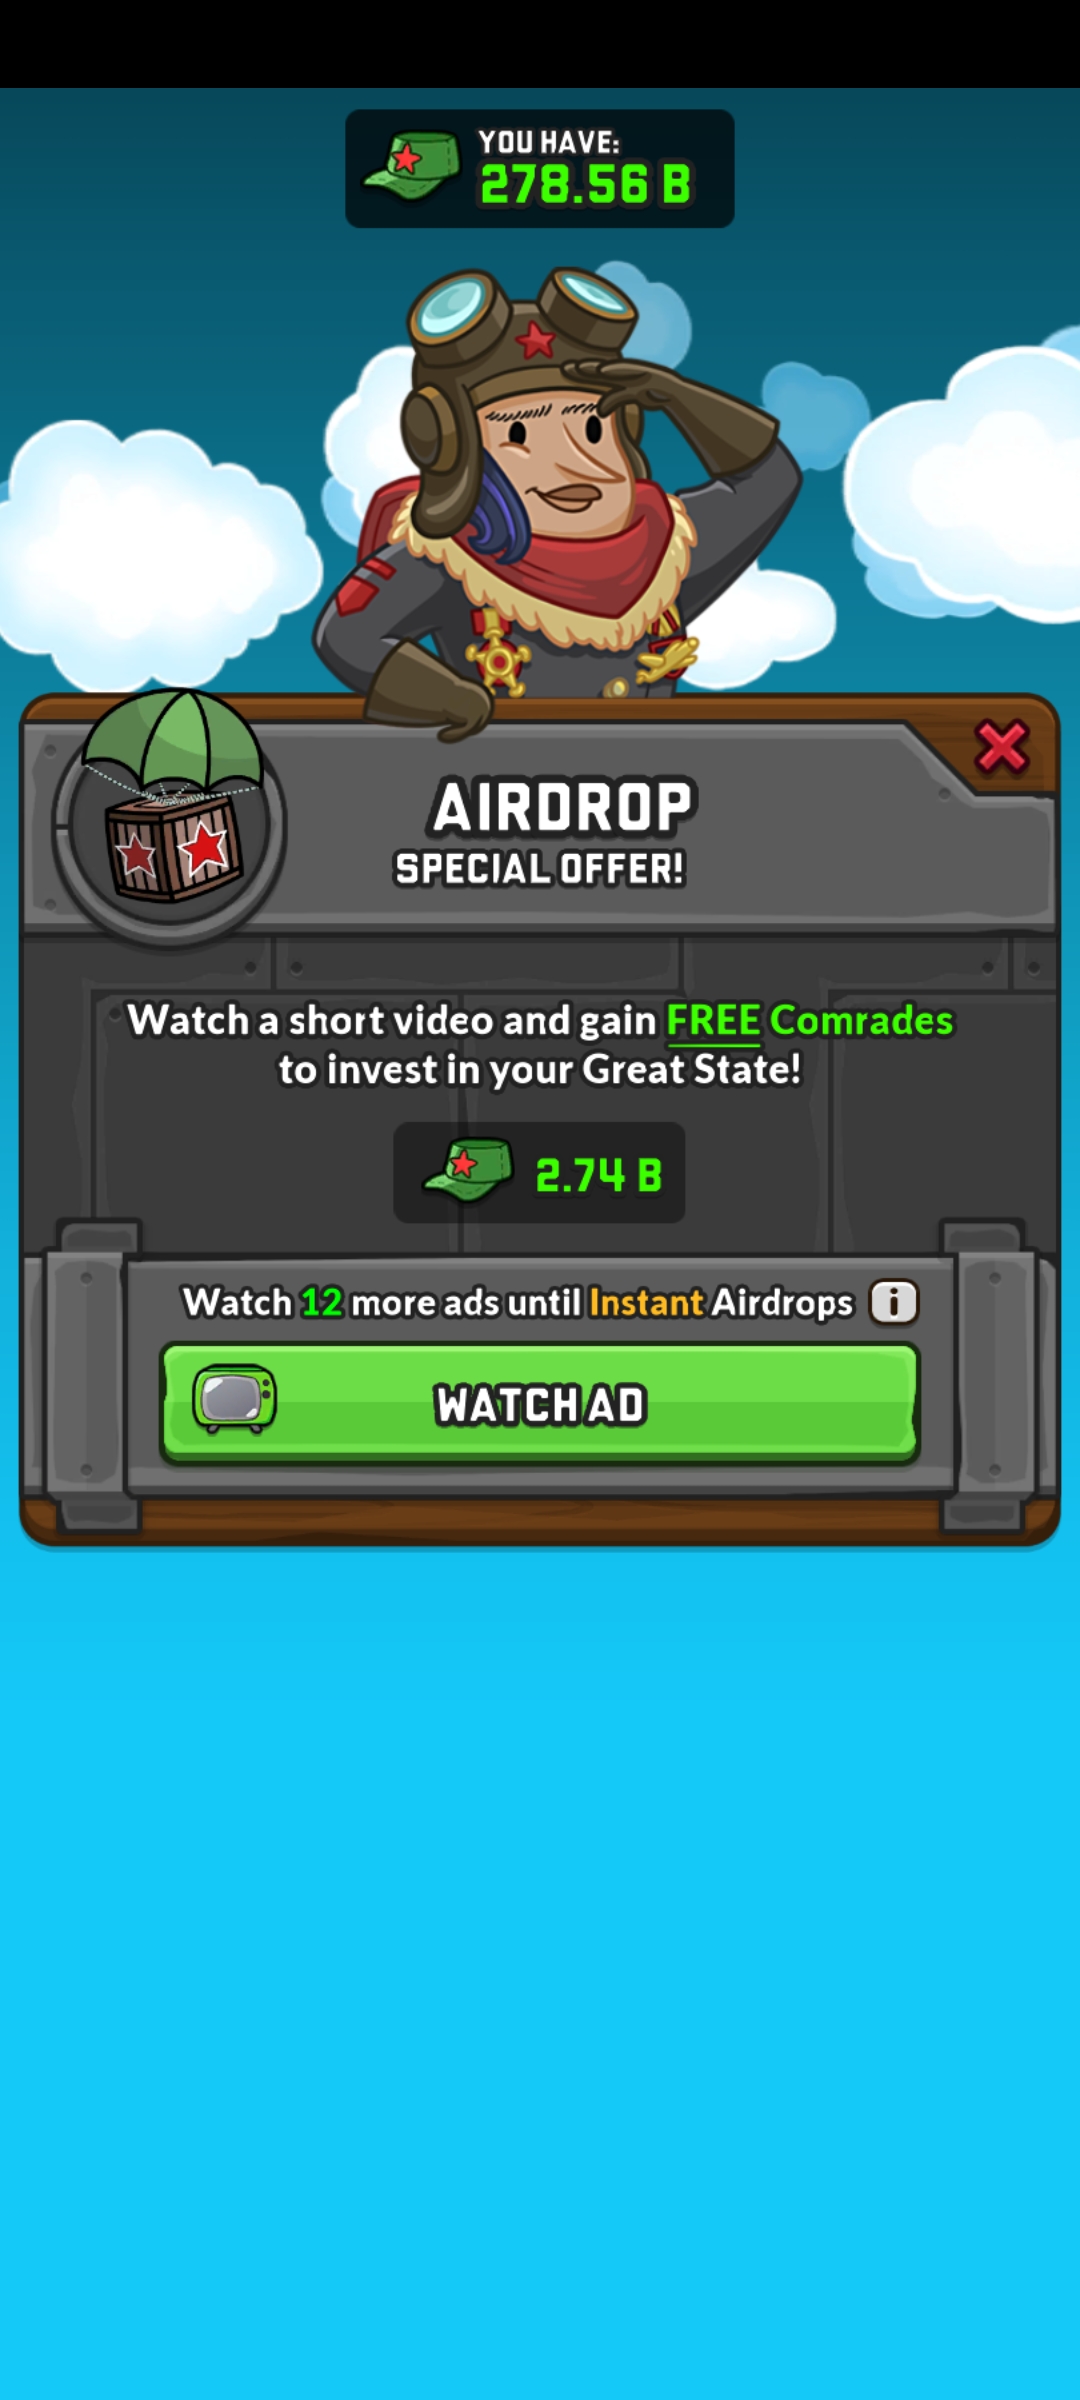 YOU HAVE:
278.56 B
AIRDROP
SPECIAL OFFER!
Watch a short video and gain FREE Comrades
to invest in your Great State!
2.74 B
Watch 12 more ads until Instant Airdrops i
WATCH AD